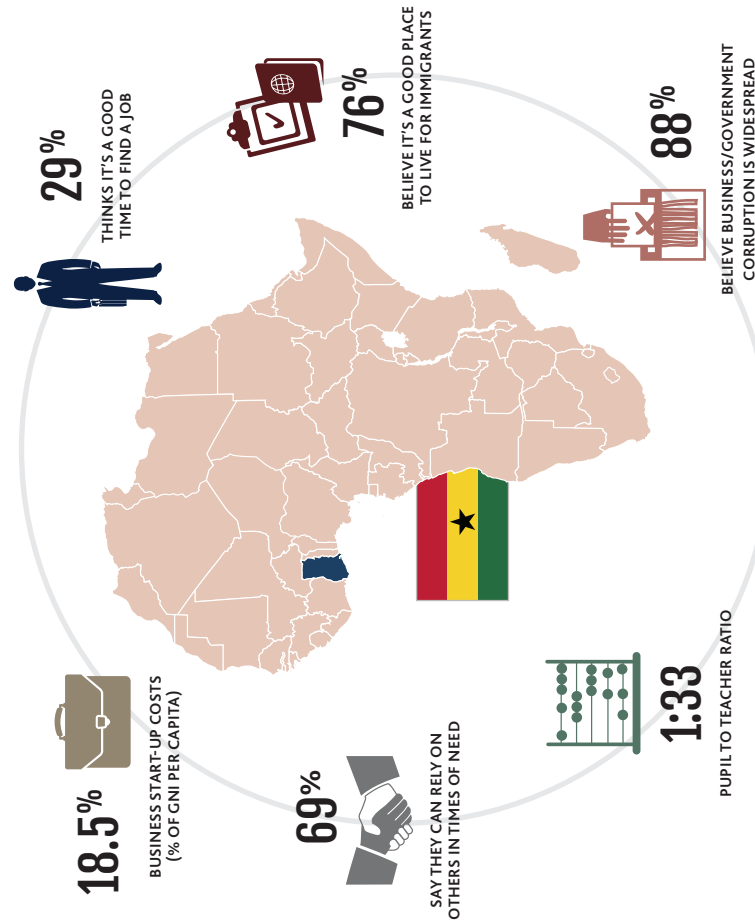 18.5%
BUSINESS START-UP COSTS
(% OF GNI PER CAPITA)
29%
THINKS IT'S A GOOD
TIME TO FIND A JOB
69%
SAY THEY CAN RELY ON
OTHERS IN TIMES OF NEED
76%
BELIEVE IT'S A GOOD PLACE
TO LIVE FOR IMMIGRANTS
1:33
PUPIL TO TEACHER RATIO
88%
BELIEVE BUSINESS/GOVERNMENT
CORRUPTION IS WIDESPREAD